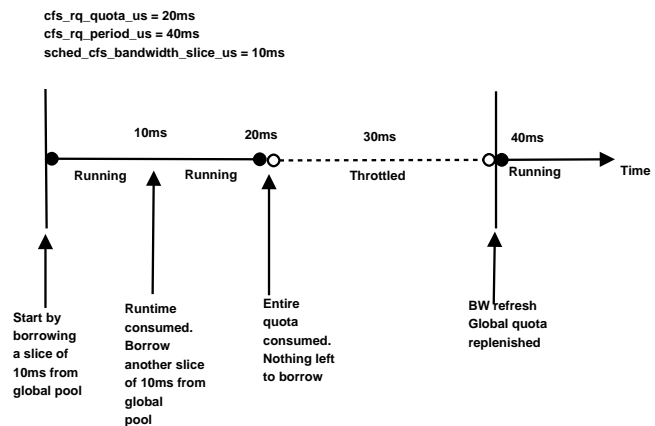 cfs_rq_quota_us = 20ms
cfs_rq_period_us = 40ms
sched_cfs_bandwidth_slice_us = 10ms
10ms
20ms
30ms
40ms
Running
Running
Throttled
Running
Time
Start by
borrowing
a slice of
10ms from
global pool
Runtime
consumed.
Borrow
another slice
of 10ms from
global
pool
Entire
quota
consumed.
Nothing left
to borrow
BW refresh
Global quota
replenished